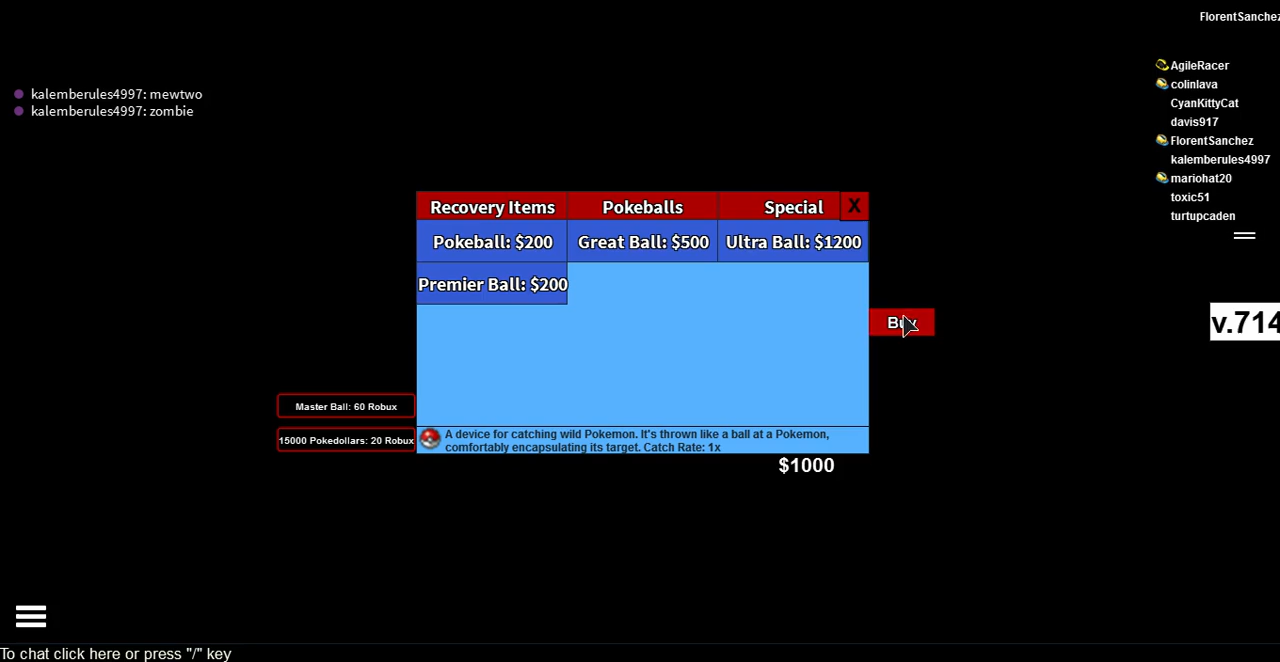 FlorentSanchez
AgileRacer
colinlava
CyanKittyCat
davis917
FlorentSanchez
kalemberules4997
mariohat20
toxic51
turtupcaden
kalemberules4997: mewtwo
kalemberules4997: zombie
Recovery Items Pokeballs Special X
Pokeball: $200 Great Ball: $500 Ultra Ball: $1200
Premier Ball: $200
Buy
v.714
Master Ball: 60 Robux
15000 Pokedollars: 20 Robux
A device for catching wild Pokemon. It's thrown like a ball at a Pokemon,
comfortably encapsulating its target. Catch Rate: 1x
$1000
To chat click here or press "/" key